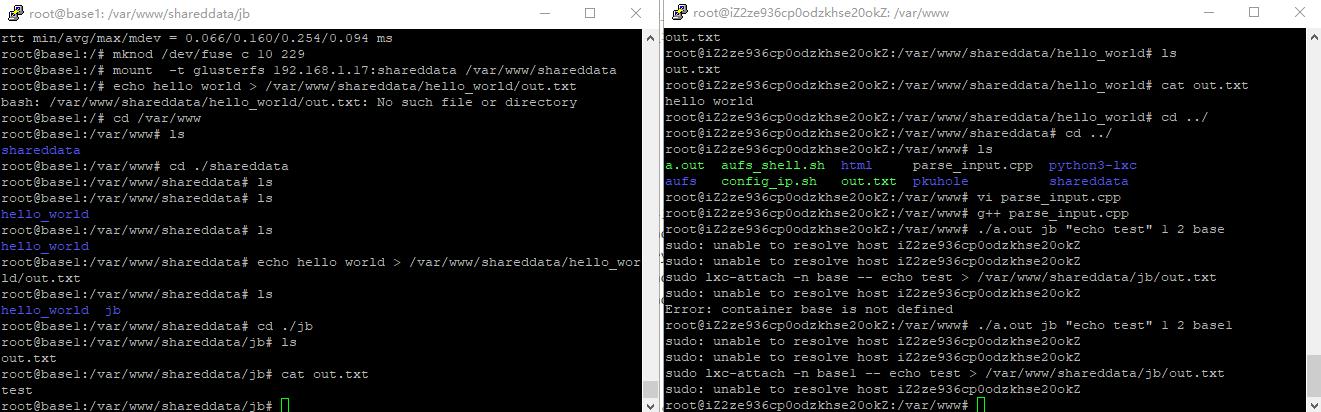 root@base1: /var/www/shareddata/jb
rtt min/avg/max/mdev = 0.066/0.160/0.254/0.094 ms
root@base1:/# mknod /dev/fuse c 10 229
root@base1:/# mount  -t glusterfs 192.168.1.17:shareddata /var/www/shareddata
root@base1:/# echo hello world > /var/www/shareddata/hello_world/out.txt
bash: /var/www/shareddata/hello_world/out.txt: No such file or directory
root@base1:/# cd /var/www
root@base1:/var/www# ls
shareddata
root@base1:/var/www# cd ./shareddata
root@base1:/var/www/shareddata# ls
root@base1:/var/www/shareddata# ls
hello_world
root@base1:/var/www/shareddata# ls
hello_world
root@base1:/var/www/shareddata# echo hello world > /var/www/shareddata/hello_wor
ld/out.txt
root@base1:/var/www/shareddata# ls
hello_world  jb
root@base1:/var/www/shareddata# cd ./jb
root@base1:/var/www/shareddata/jb# ls
out.txt
root@base1:/var/www/shareddata/jb# cat out.txt
test
root@base1:/var/www/shareddata/jb#
root@iZ2ze936cp0odzkhse20okZ: /var/www
out.txt
root@iZ2ze936cp0odzkhse20okZ:/var/www/shareddata/hello_world# ls
out.txt
root@iZ2ze936cp0odzkhse20okZ:/var/www/shareddata/hello_world# cat out.txt
hello world
root@iZ2ze936cp0odzkhse20okZ:/var/www/shareddata/hello_world# cd ../
root@iZ2ze936cp0odzkhse20okZ:/var/www/shareddata# cd ../
root@iZ2ze936cp0odzkhse20okZ:/var/www# ls
a.out  aufs_shell.sh  html     parse_input.cpp  python3-lxc
aufs   config_ip.sh   out.txt  pkuhole          shareddata
root@iZ2ze936cp0odzkhse20okZ:/var/www# vi parse_input.cpp
root@iZ2ze936cp0odzkhse20okZ:/var/www# g++ parse_input.cpp
root@iZ2ze936cp0odzkhse20okZ:/var/www# ./a.out jb "echo test" 1 2 base
sudo: unable to resolve host iZ2ze936cp0odzkhse20okZ
sudo: unable to resolve host iZ2ze936cp0odzkhse20okZ
sudo lxc-attach -n base -- echo test > /var/www/shareddata/jb/out.txt
sudo: unable to resolve host iZ2ze936cp0odzkhse20okZ
Error: container base is not defined
root@iZ2ze936cp0odzkhse20okZ:/var/www# ./a.out jb "echo test" 1 2 base1
sudo: unable to resolve host iZ2ze936cp0odzkhse20okZ
sudo: unable to resolve host iZ2ze936cp0odzkhse20okZ
sudo lxc-attach -n base1 -- echo test > /var/www/shareddata/jb/out.txt
sudo: unable to resolve host iZ2ze936cp0odzkhse20okZ
root@iZ2ze936cp0odzkhse20okZ:/var/www#